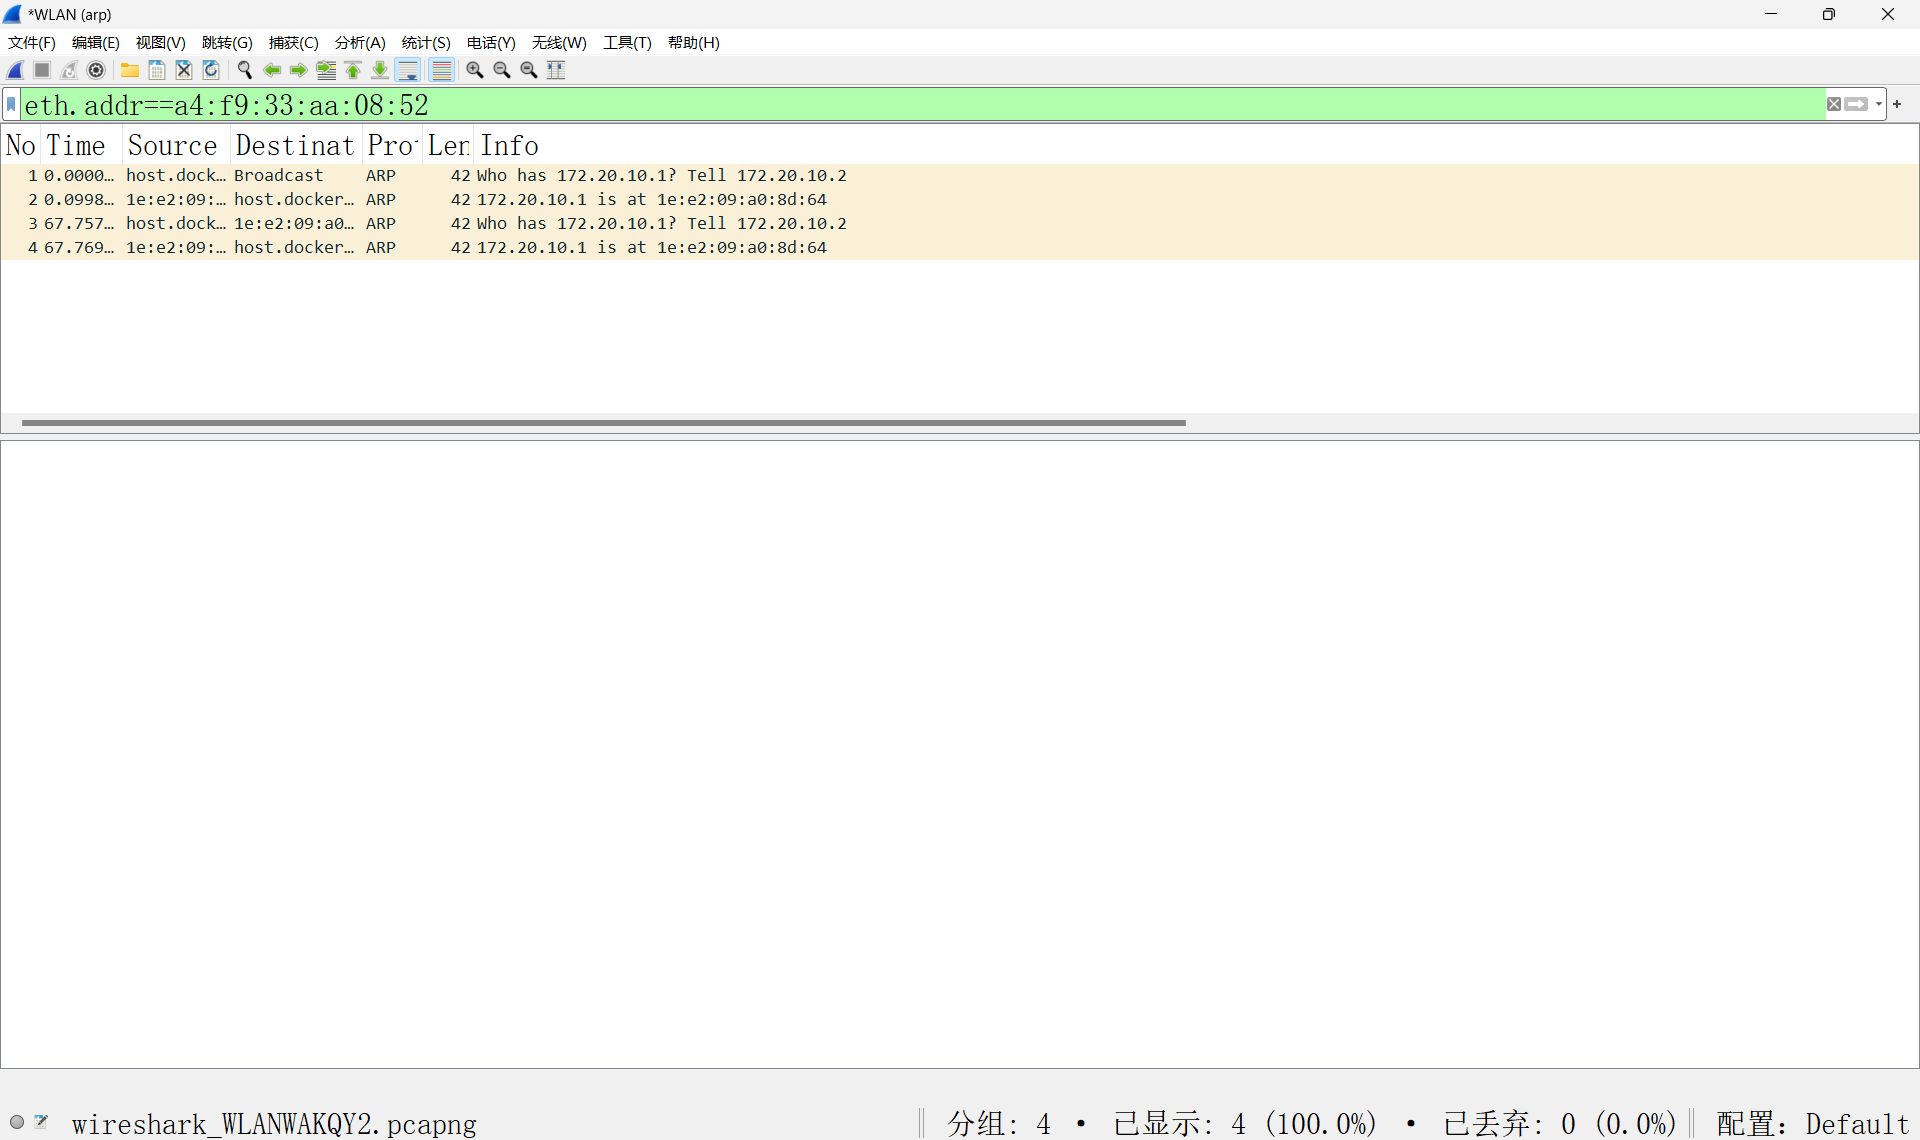 *WLAN (arp)
文件(F) 编辑(E) 视图(V) 跳转(G) 捕获(C) 分析(A) 统计(S) 电话(Y) 无线(W) 工具(T) 帮助(H)
eth.addr==a4:f9:33:aa:08:52
No Time Source Destinat Pro Len Info
1 0.0000… host.dock… Broadcast ARP 42 Who has 172.20.10.1? Tell 172.20.10.2
2 0.0998… 1e:e2:09:… host.docker… ARP 42 172.20.10.1 is at 1e:e2:09:a0:8d:64
3 67.757… host.dock… 1e:e2:09:a0… ARP 42 Who has 172.20.10.1? Tell 172.20.10.2
4 67.769… 1e:e2:09:… host.docker… ARP 42 172.20.10.1 is at 1e:e2:09:a0:8d:64
wireshark_WLANWAKQY2.pcapng 分组: 4 · 已显示: 4 (100.0%) · 已丢弃: 0 (0.0%) 配置: Default